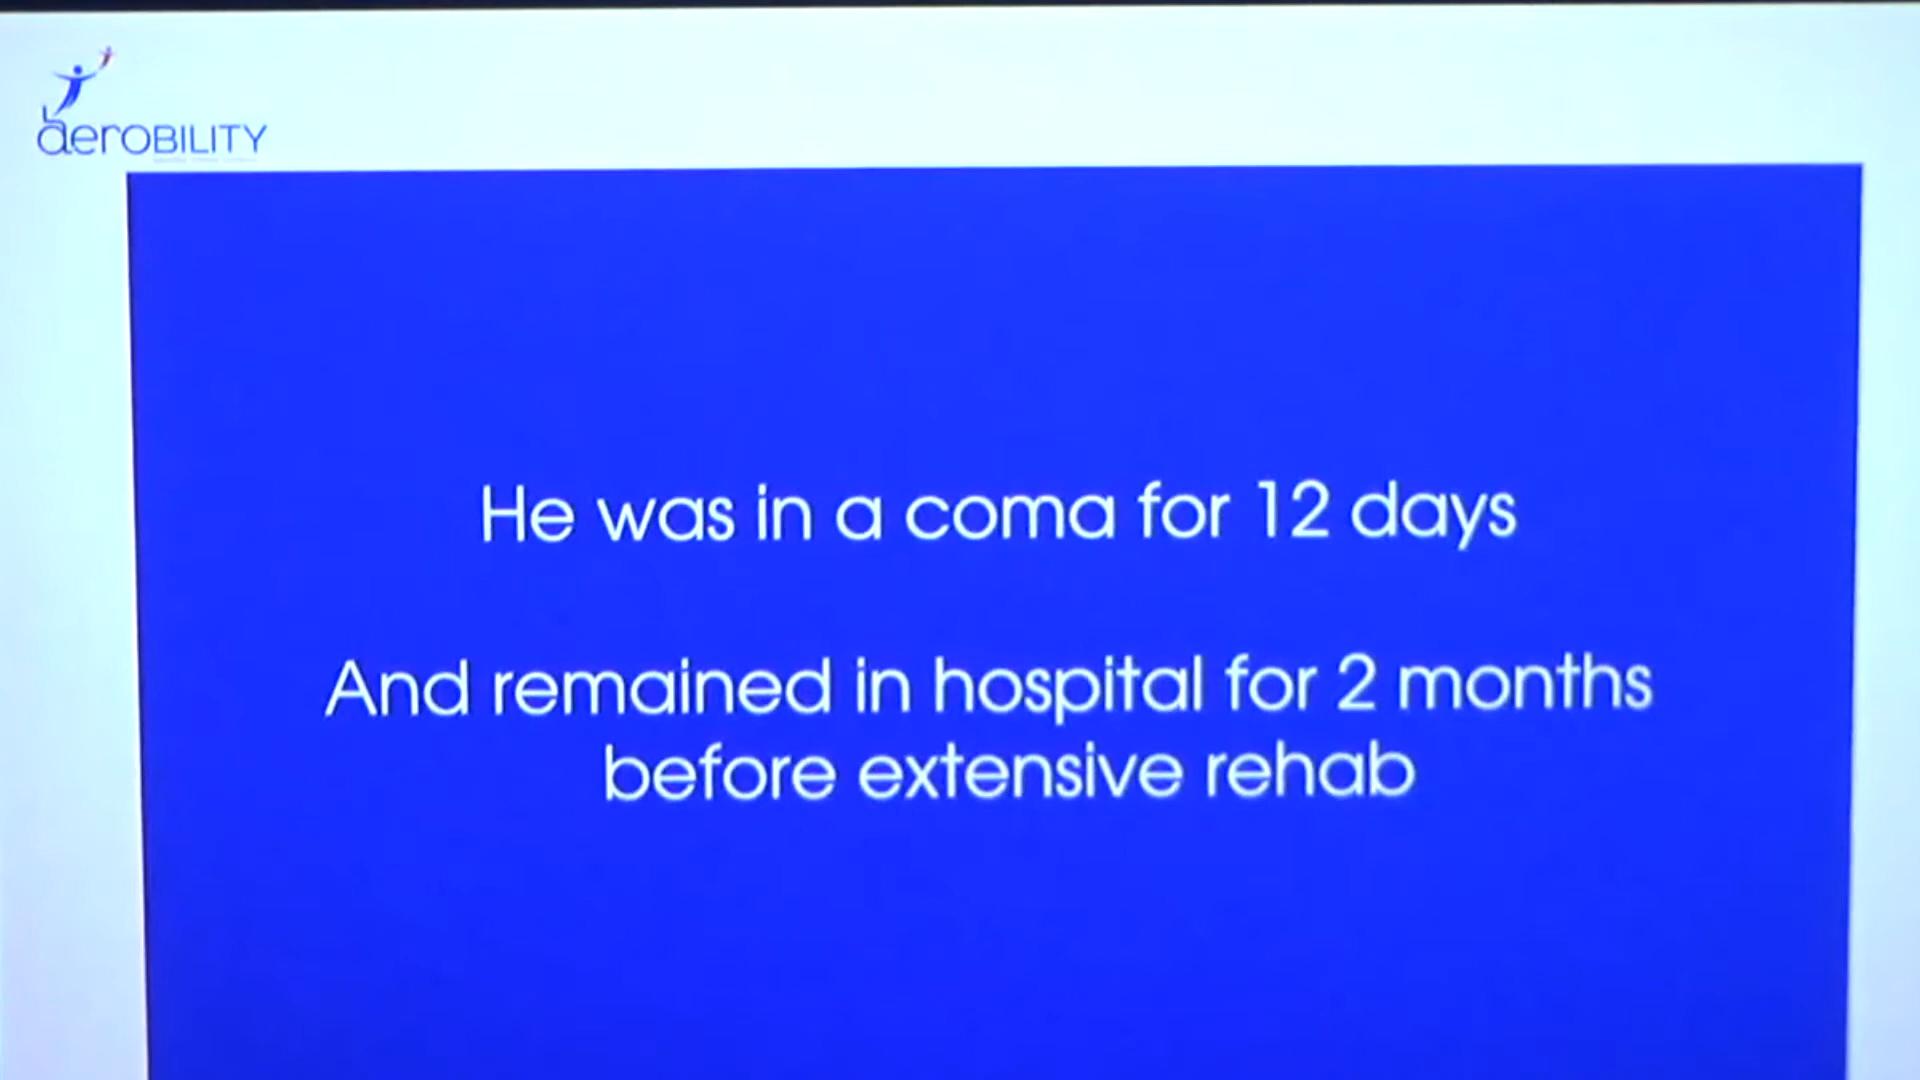 aerOBILITY
He was in a coma for 12 days
And remained in hospital for 2 months
before extensive rehab